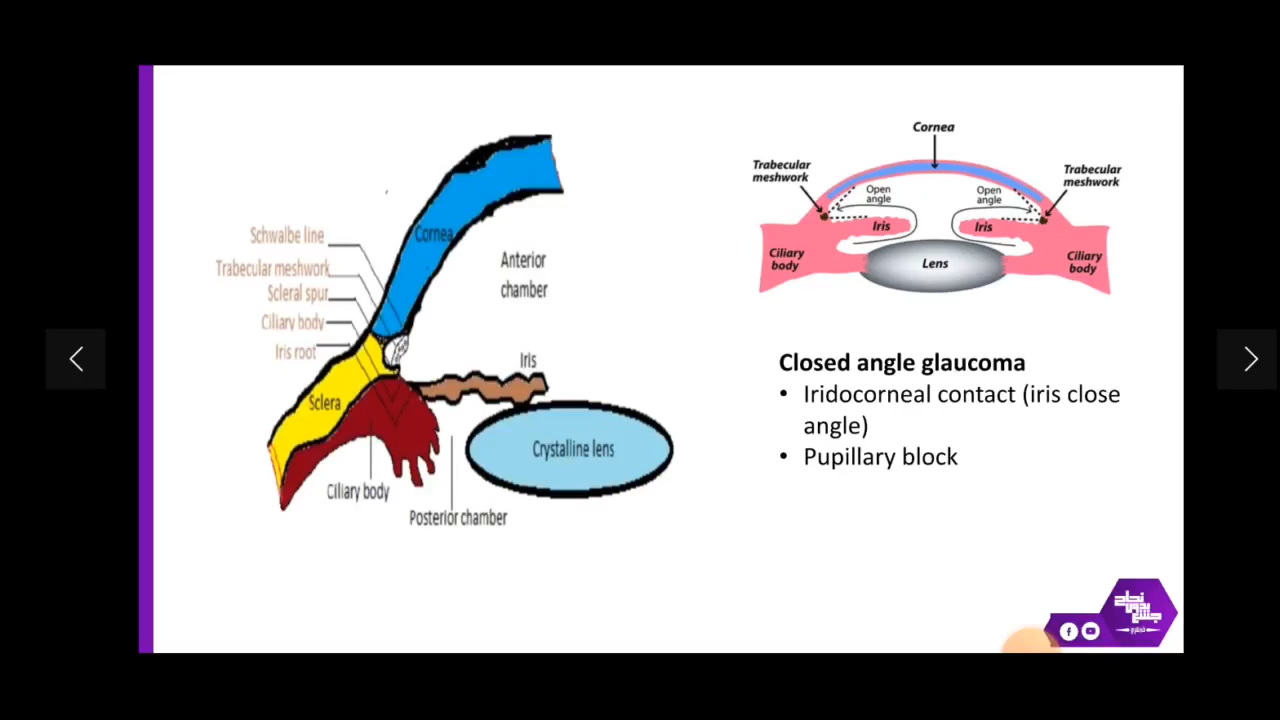 Schwalbe line
Trabecular meshwork
Scleral spur
Ciliary body
Iris root
Sclera
Cornea
Anterior
chamber
Iris
Crystalline lens
Ciliary body
Posterior chamber
Cornea
Trabecular
meshwork
Trabecular
meshwork
Open
angle
Open
angle
Iris
Iris
Ciliary
body
Lens
Ciliary
body
Closed angle glaucoma
• Iridocorneal contact (iris close
angle)
• Pupillary block